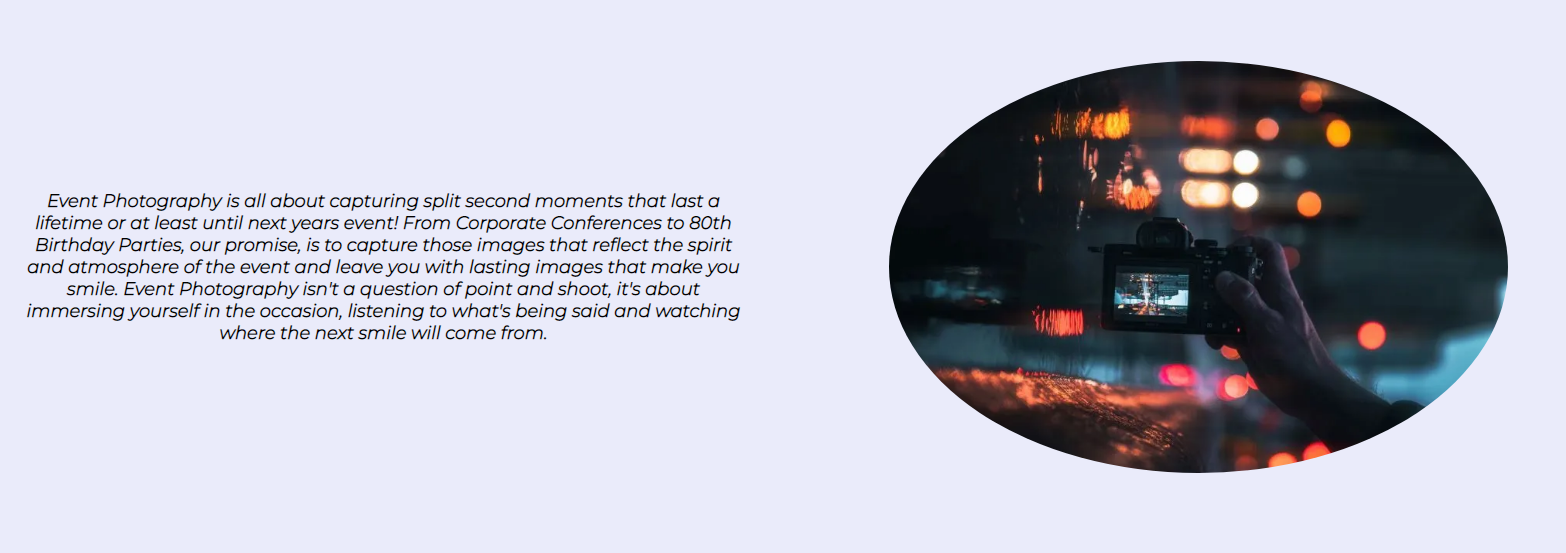 Event Photography is all about capturing split second moments that last a
lifetime or at least until next years event! From Corporate Conferences to 80th
Birthday Parties, our promise, is to capture those images that reflect the spirit
and atmosphere of the event and leave you with lasting images that make you
smile. Event Photography isn't a question of point and shoot, it's about
immersing yourself in the occasion, listening to what's being said and watching
where the next smile will come from.